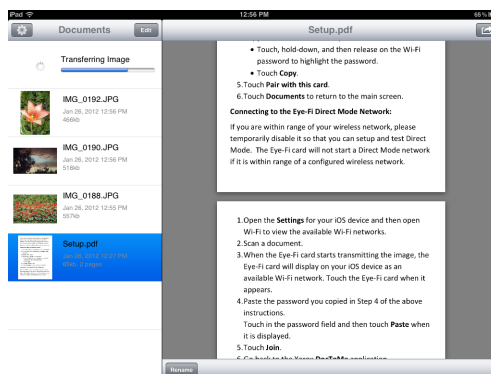 iPad
12:56 PM
65%
Documents
Edit
Setup.pdf
Transferring Image
IMG_0192.JPG
Jan 26, 2012 12:56 PM
466kb
IMG_0190.JPG
Jan 26, 2012 12:56 PM
518kb
IMG_0188.JPG
Jan 26, 2012 12:55 PM
557kb
Setup.pdf
Jan 26, 2012 12:27 PM
65kb, 2 pages
• Touch, hold-down, and then release on the Wi-Fi
password to highlight the password.
• Touch Copy.
5.Touch Pair with this card.
6.Touch Documents to return to the main screen.
Connecting to the Eye-Fi Direct Mode Network:
If you are within range of your wireless network, please
temporarily disable it so that you can setup and test Direct
Mode. The Eye-Fi card will not start a Direct Mode network
if it is within range of a configured wireless network.
1.Open the Settings for your iOS device and then open
Wi-Fi to view the available Wi-Fi networks.
2.Scan a document.
3.When the Eye-Fi card starts transmitting the image, the
Eye-Fi card will display on your iOS device as an
available Wi-Fi network. Touch the Eye-Fi card when it
appears.
4.Paste the password you copied in Step 4 of the above
instructions.
Touch in the password field and then touch Paste when
it is displayed.
5.Touch Join.
6.Go back to the Xerox DocToMe application
Rename